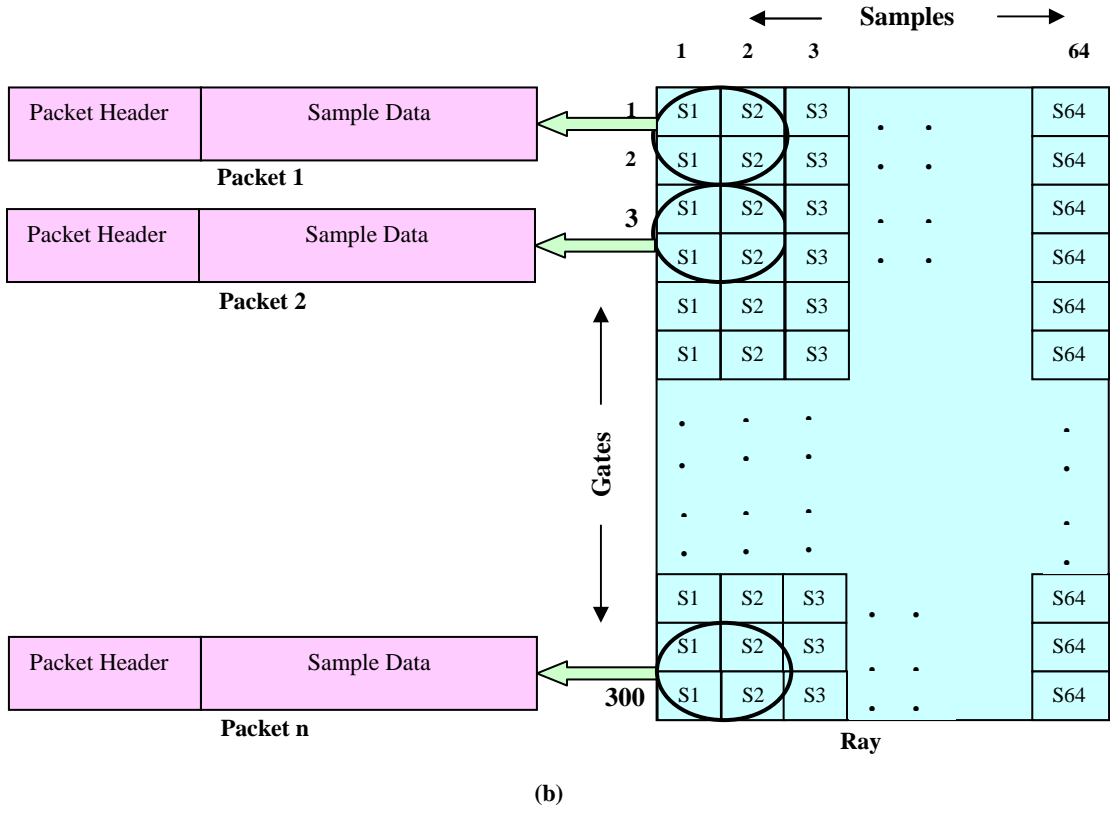 Samples
1 2 3 64
Packet Header Sample Data 1 S1 S2 S3 S64
2 S1 S2 S3 S64
Packet 1
3 S1 S2 S3 S64
Packet Header Sample Data S1 S2 S3 S64
Packet 2
S1 S2 S3 S64
S1 S2 S3 S64
Gates
S1 S2 S3 S64
Packet Header Sample Data S1 S2 S3 S64
300 S1 S2 S3 S64
Packet n
Ray
(b)